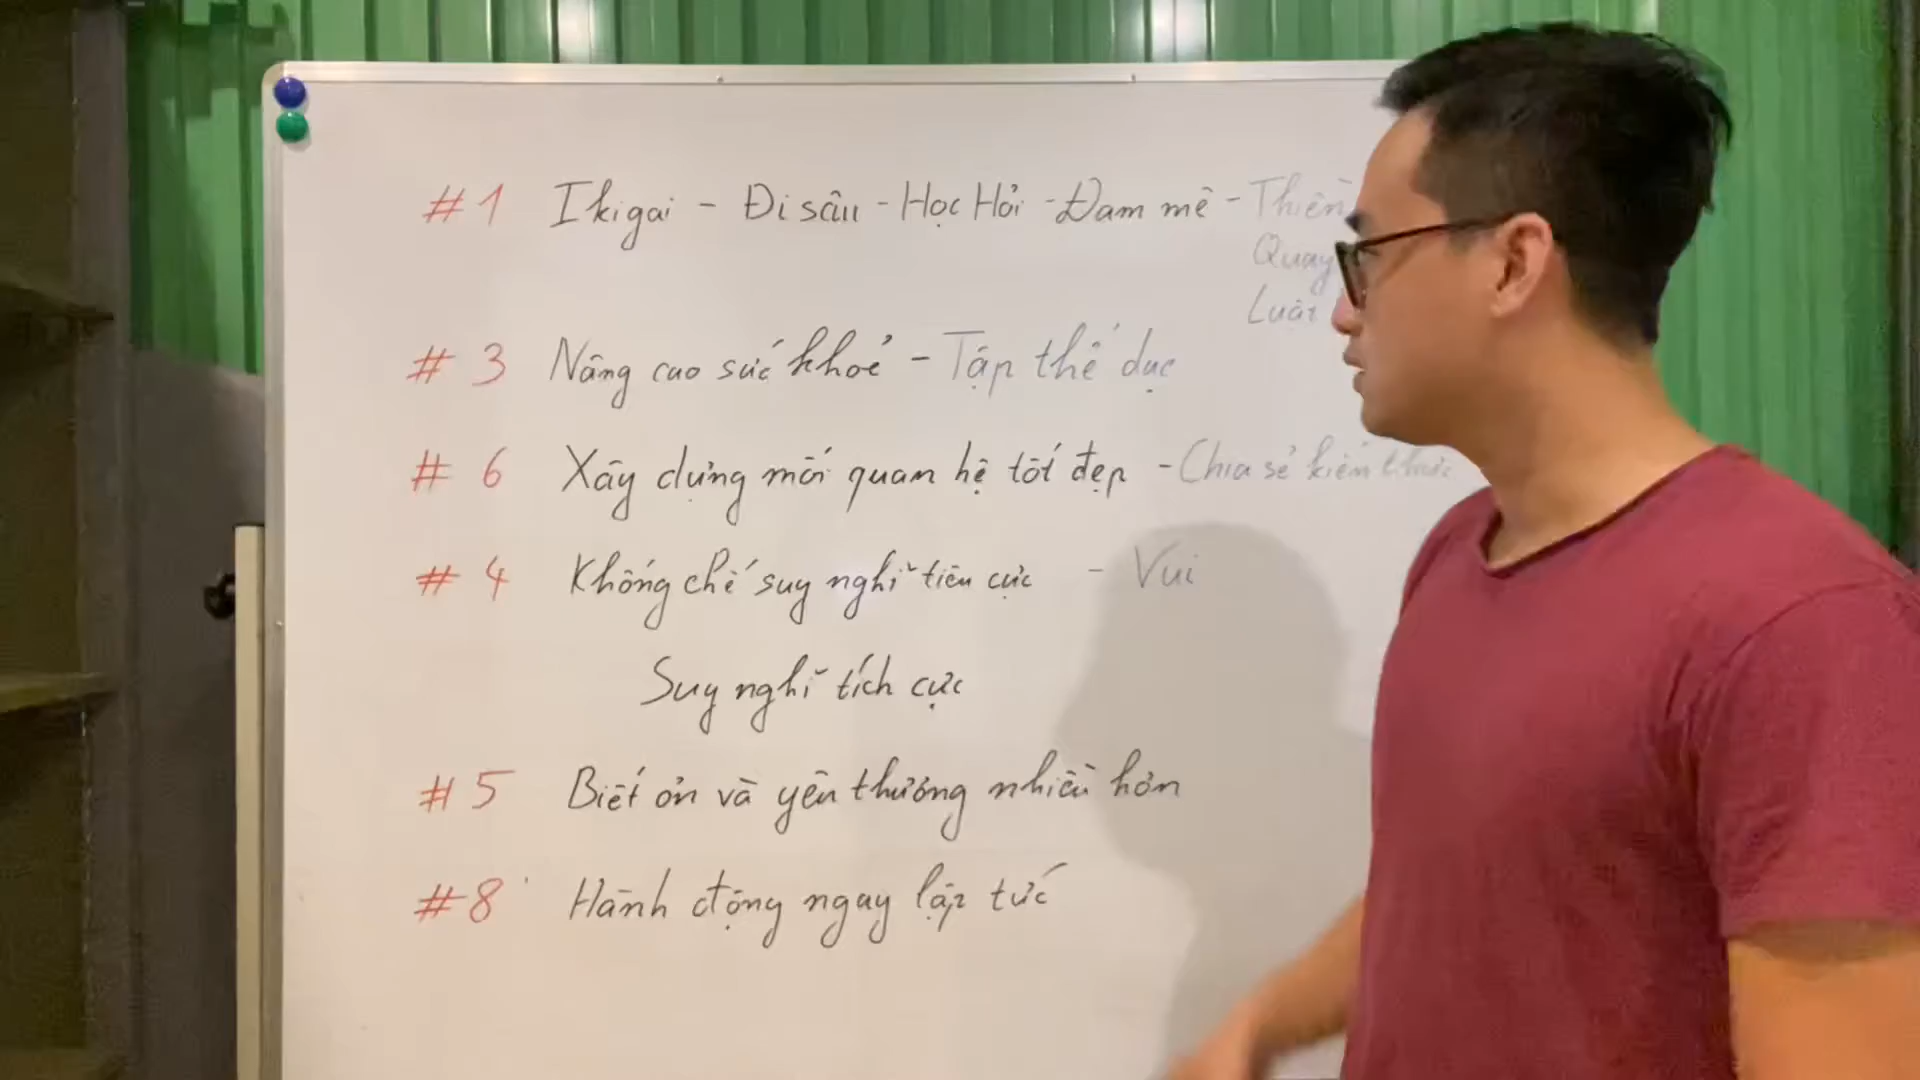 #1 Ikigai - Đi sâu - Học Hỏi - Đam mê - Thiền
Quay
Luật
# 3 Nâng cao sức khoẻ - Tập thể dục
# 6 Xây dựng mối quan hệ tốt đẹp - Chia sẻ kiến thức
# 4 Khống chế suy nghĩ tiêu cực - Vui
Suy nghĩ tích cực
#5 Biết ơn và yêu thương nhiều hơn
#8 Hành động ngay lập tức